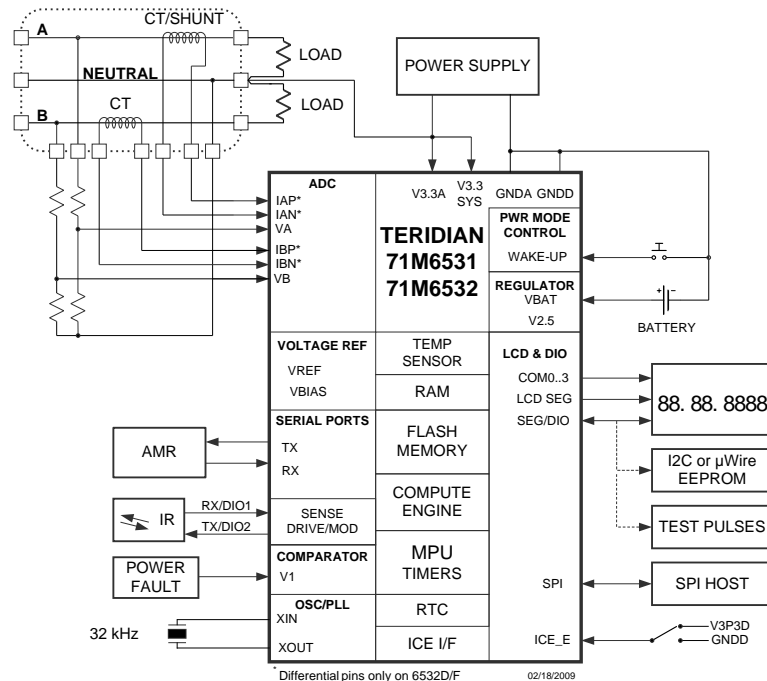 CT/SHUNT
A
LOAD
NEUTRAL
POWER SUPPLY
CT
LOAD
B
ADC
V3.3A
V3.3 SYS
GNDA GNDD
IAP*
IAN*
VA
IBP*
IBN*
VB
TERIDIAN
71M6531
71M6532
PWR MODE
CONTROL
WAKE-UP
REGULATOR
VBAT
V2.5
BATTERY
VOLTAGE REF
VREF
VBIAS
TEMP
SENSOR
RAM
LCD & DIO
COM0..3
LCD SEG
SEG/DIO
88. 88. 8888
SERIAL PORTS
TX
RX
AMR
FLASH
MEMORY
I2C or µWire
EEPROM
COMPUTE
ENGINE
IR
RX/DIO1
TX/DIO2
SENSE
DRIVE/MOD
TEST PULSES
POWER
FAULT
COMPARATOR
V1
MPU
TIMERS
SPI
SPI HOST
OSC/PLL
XIN
XOUT
32 kHz
RTC
ICE I/F
ICE_E
V3P3D
GNDD
* Differential pins only on 6532D/F
02/18/2009